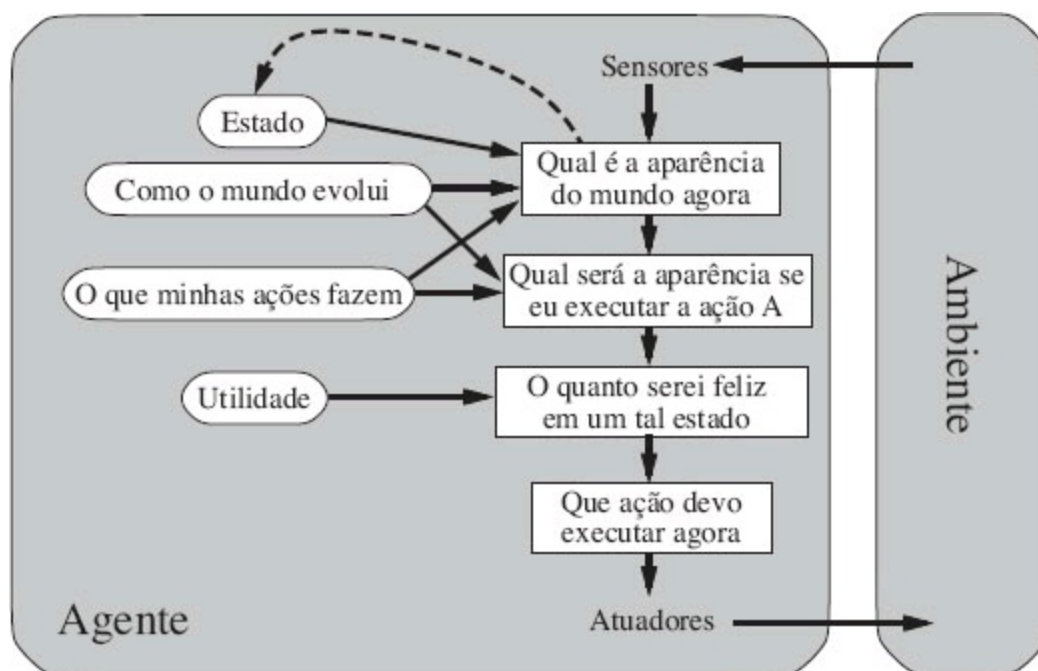 Sensores
Estado
Qual é a aparência
do mundo agora
Como o mundo evolui
Qual será a aparência se
eu executar a ação A
O que minhas ações fazem
O quanto serei feliz
em um tal estado
Utilidade
Que ação devo
executar agora
Agente
Atuadores
Ambiente